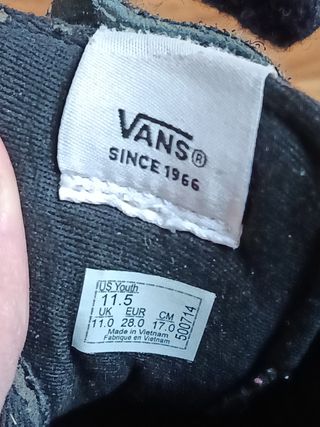 VANS®
SINCE 1966
US Youth
11.5
UK EUR CM
11.0 28.0 17.0
Made in Vietnam
Fabriqué en Vietnam
500714